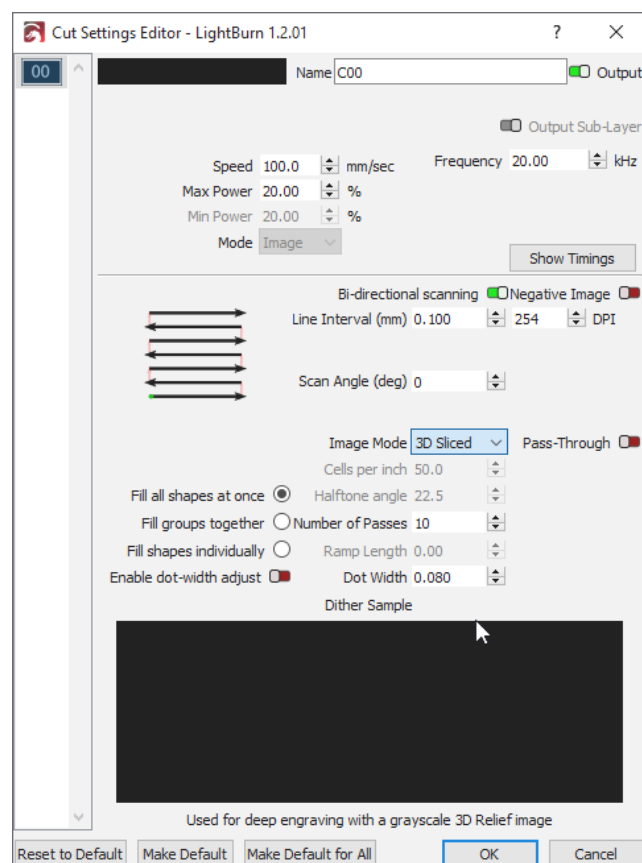 Cut Settings Editor - LightBurn 1.2.01 ?
00 Name C00 Output
Output Sub-Layer
Speed 100.0 mm/sec Frequency 20.00 kHz
Max Power 20.00 %
Min Power 20.00 %
Mode Image
Show Timings
Bi-directional scanning Negative Image
Line Interval (mm) 0.100 254 DPI
Scan Angle (deg) 0
Image Mode 3D Sliced Pass-Through
Cells per inch 50.0
Fill all shapes at once Halftone angle 22.5
Fill groups together Number of Passes 10
Fill shapes individually Ramp Length 0.00
Enable dot-width adjust Dot Width 0.080
Dither Sample
Used for deep engraving with a grayscale 3D Relief image
Reset to Default Make Default Make Default for All OK Cancel